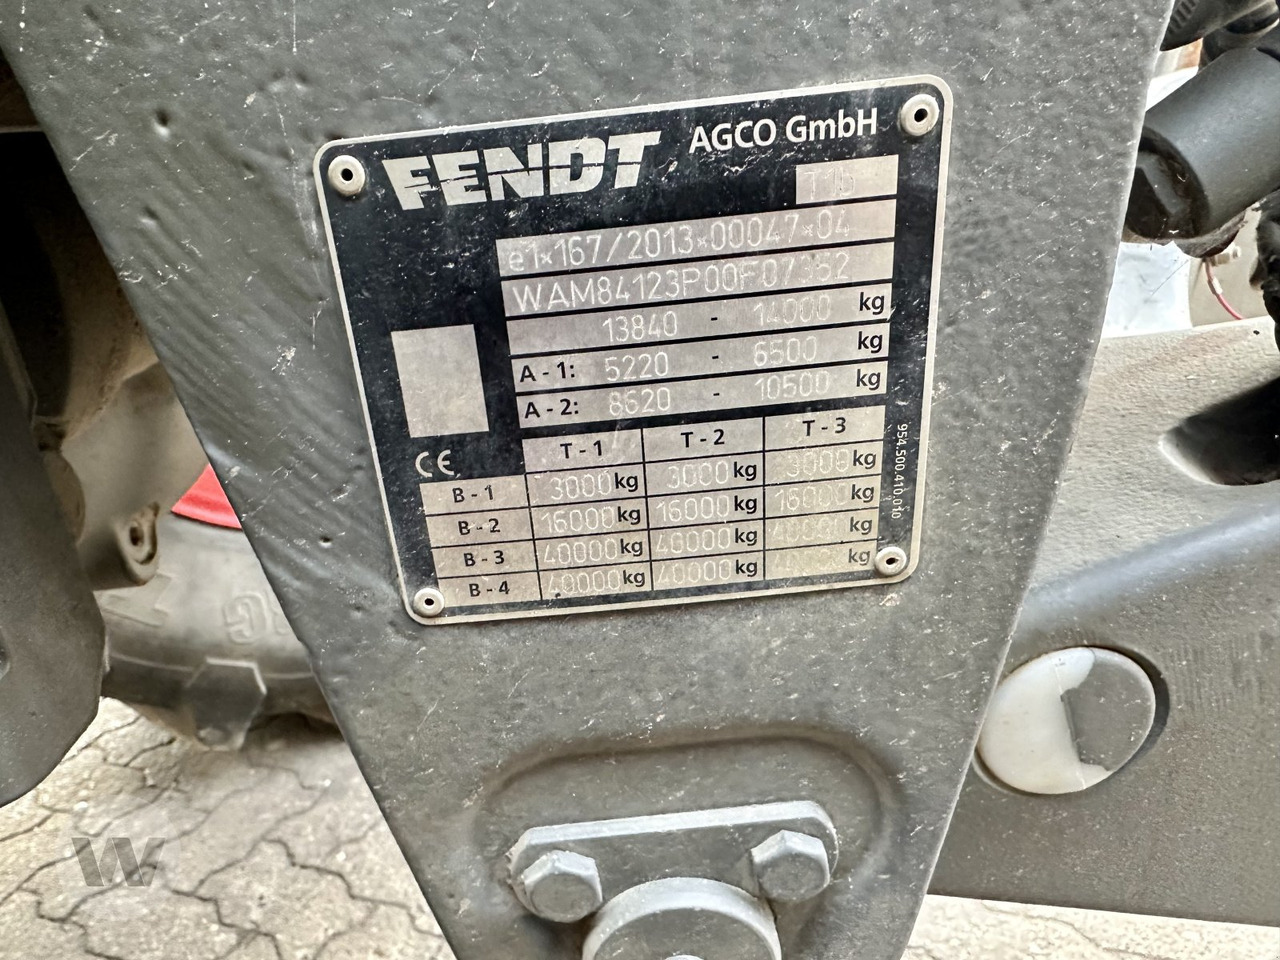 FENDT AGCO GmbH
T1b
e1*167/2013*00047*04
WAM84123P00F07352
13840 - 14000 kg
A - 1: 5220 - 6500 kg
A - 2: 8620 - 10500 kg
T - 1 T - 2 T - 3
B - 1 3000 kg 3000 kg 3000 kg
B - 2 16000 kg 16000 kg 16000 kg
B - 3 40000 kg 40000 kg 40000 kg
B - 4 40000 kg 40000 kg kg
CE
954.500.410.010
W